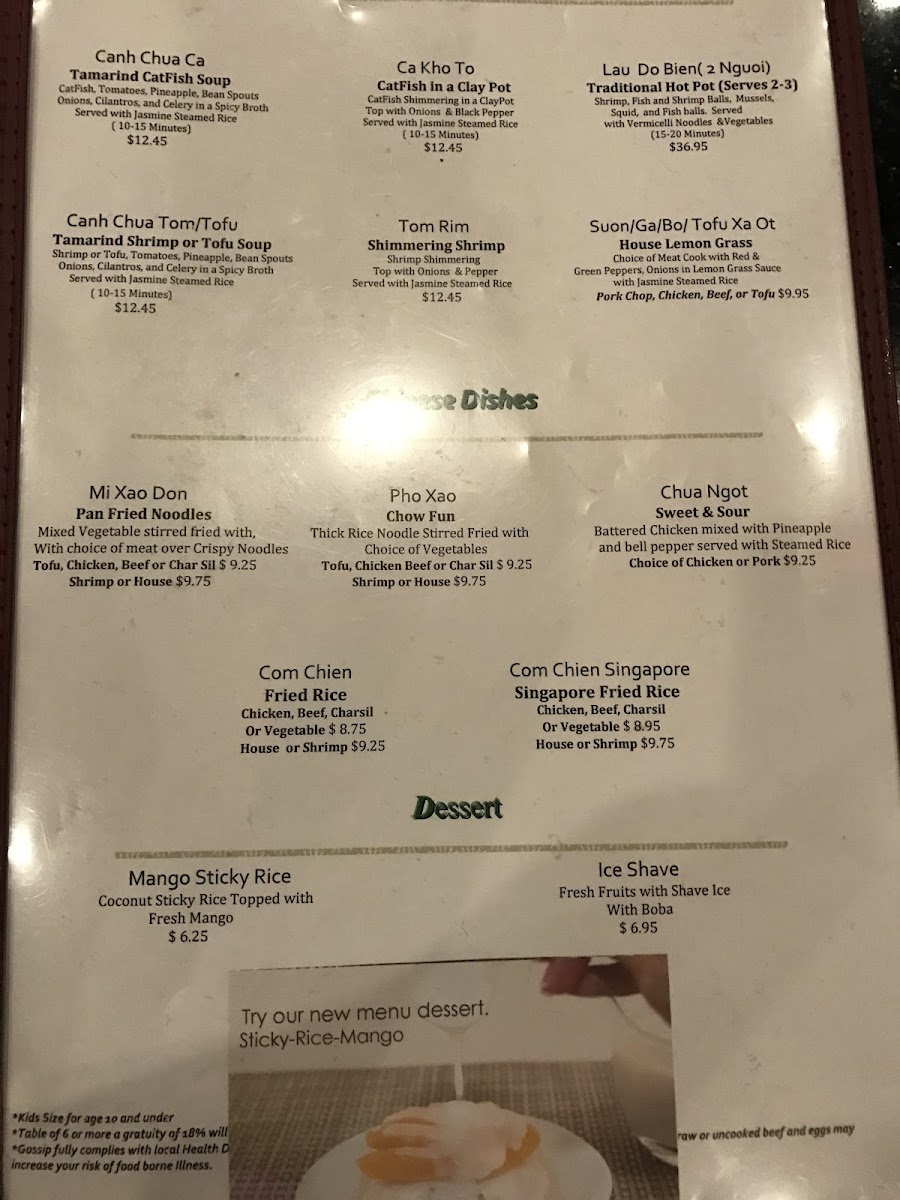 Canh Chua Ca
Tamarind CatFish Soup
CatFish, Tomatoes, Pineapple, Bean Spouts
Onions, Cilantros, and Celery in a Spicy Broth
Served with Jasmine Steamed Rice
( 10-15 Minutes)
$12.45
Ca Kho To
CatFish in a Clay Pot
CatFish Shimmering in a ClayPot
Top with Onions & Black Pepper
Served with Jasmine Steamed Rice
( 10-15 Minutes)
$12.45
Lau Do Bien( 2 Nguoi)
Traditional Hot Pot (Serves 2-3)
Shrimp, Fish and Shrimp Balls, Mussels,
Squid, and Fish balls. Served
with Vermicelli Noodles &Vegetables
(15-20 Minutes)
$36.95
Canh Chua Tom/Tofu
Tamarind Shrimp or Tofu Soup
Shrimp or Tofu, Tomatoes, Pineapple, Bean Spouts
Onions, Cilantros, and Celery in a Spicy Broth
Served with Jasmine Steamed Rice
( 10-15 Minutes)
$12.45
Tom Rim
Shimmering Shrimp
Shrimp Shimmering
Top with Onions & Pepper
Served with Jasmine Steamed Rice
$12.45
Suon/Ga/Bo/ Tofu Xa Ot
House Lemon Grass
Choice of Meat Cook with Red &
Green Peppers, Onions in Lemon Grass Sauce
with Jasmine Steamed Rice
Pork Chop, Chicken, Beef, or Tofu $9.95
Dishes
Mi Xao Don
Pan Fried Noodles
Mixed Vegetable stirred fried with,
With choice of meat over Crispy Noodles
Tofu, Chicken, Beef or Char Sil $ 9.25
Shrimp or House $9.75
Pho Xao
Chow Fun
Thick Rice Noodle Stirred Fried with
Choice of Vegetables
Tofu, Chicken Beef or Char Sil $ 9.25
Shrimp or House $9.75
Chua Ngot
Sweet & Sour
Battered Chicken mixed with Pineapple
and bell pepper served with Steamed Rice
Choice of Chicken or Pork $9.25
Com Chien
Fried Rice
Chicken, Beef, Charsil
Or Vegetable $ 8.75
House or Shrimp $9.25
Com Chien Singapore
Singapore Fried Rice
Chicken, Beef, Charsil
Or Vegetable $ 8.95
House or Shrimp $9.75
Dessert
Mango Sticky Rice
Coconut Sticky Rice Topped with
Fresh Mango
$ 6.25
Ice Shave
Fresh Fruits with Shave Ice
With Boba
$ 6.95
Try our new menu dessert.
Sticky-Rice-Mango
*Kids Size for age 10 and under
*Table of 6 or more a gratuity of 18% will
*Gossip fully complies with local Health D
raw or uncooked beef and eggs may
increase your risk of food borne Illness.